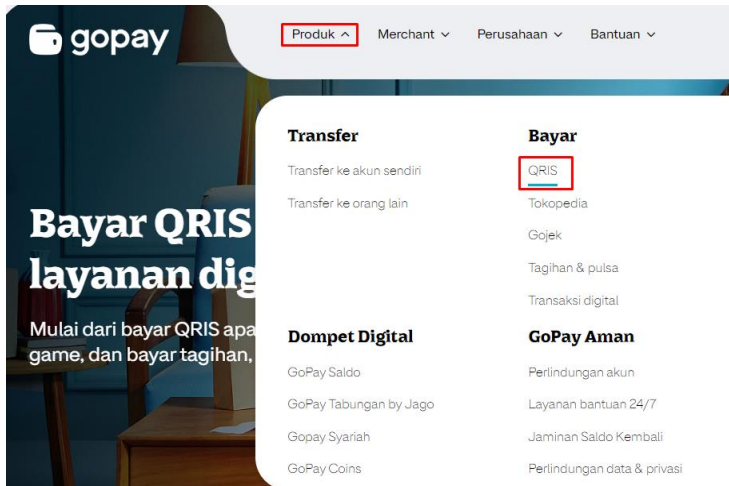 gopay
Produk
Merchant
Perusahaan
Bantuan
Transfer
Transfer ke akun sendiri
Transfer ke orang lain
Bayar
QRIS
Tokopedia
Gojek
Tagihan & pulsa
Transaksi digital
Dompet Digital
GoPay Saldo
GoPay Tabungan by Jago
Gopay Syariah
GoPay Coins
GoPay Aman
Perlindungan akun
Layanan bantuan 24/7
Jaminan Saldo Kembali
Perlindungan data & privasi
Bayar QRIS
layanan dig
Mulai dari bayar QRIS apa
game, dan bayar tagihan,